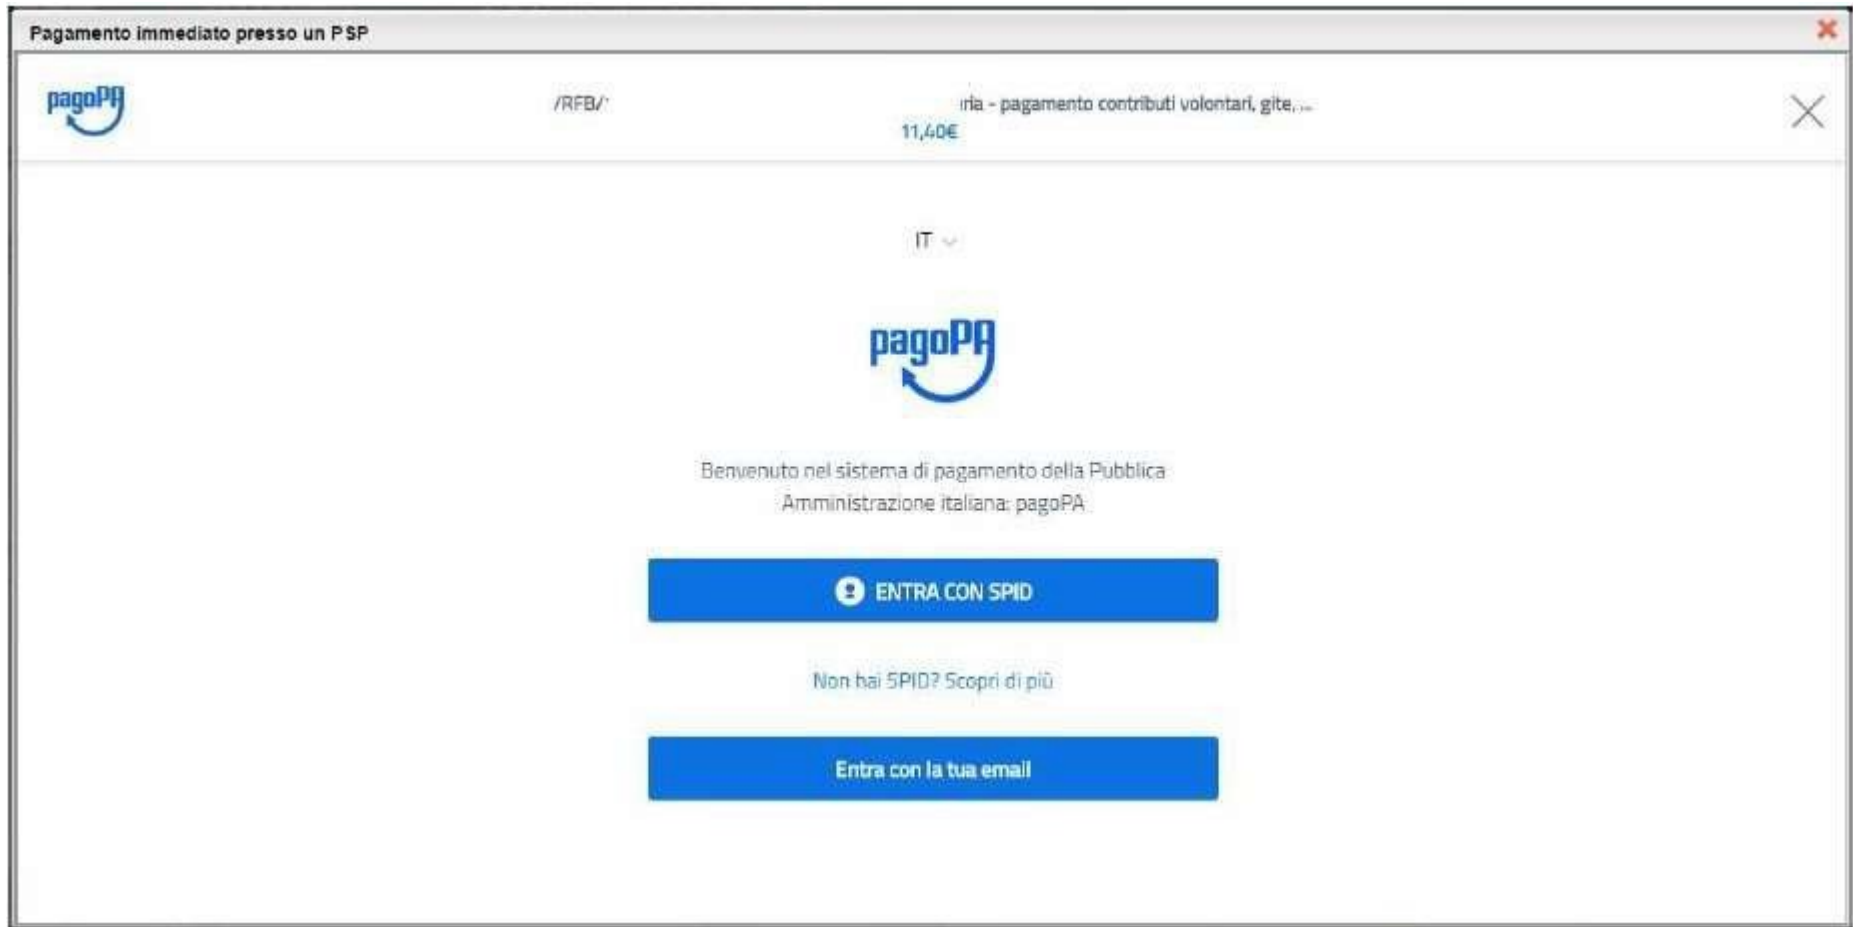 Pagamento immediato presso un PSP
pagoPA
/RFB/
- pagamento contributi volontari, gite, ...
11,40€
IT
pagoPA
Benvenuto nel sistema di pagamento della Pubblica
Amministrazione italiana: pagoPA
ENTRA CON SPID
Non hai SPID? Scopri di più
Entra con la tua email